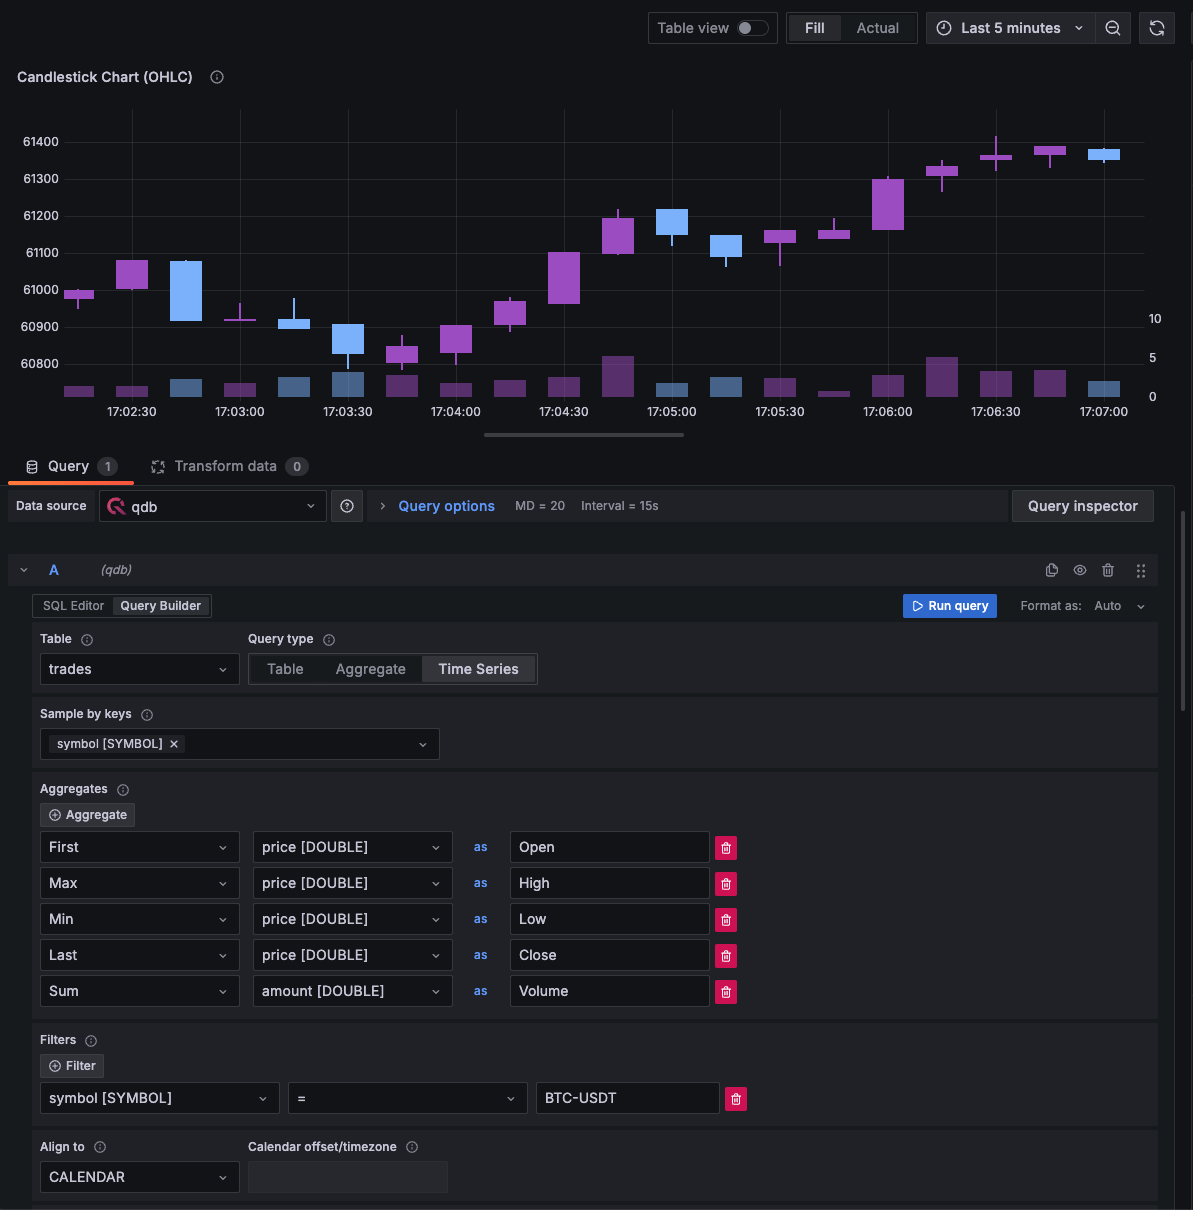 Table view Fill Actual Last 5 minutes
Candlestick Chart (OHLC)
61400
61300
61200
61100
61000
60900
60800
10
5
0
17:02:30 17:03:00 17:03:30 17:04:00 17:04:30 17:05:00 17:05:30 17:06:00 17:06:30 17:07:00
Query 1 Transform data 0
Data source qdb Query options MD = 20 Interval = 15s Query inspector
A (qdb)
SQL Editor Query Builder Run query Format as: Auto
Table Query type
trades Table Aggregate Time Series
Sample by keys
symbol [SYMBOL]
Aggregates
Aggregate
First price [DOUBLE] as Open
Max price [DOUBLE] as High
Min price [DOUBLE] as Low
Last price [DOUBLE] as Close
Sum amount [DOUBLE] as Volume
Filters
Filter
symbol [SYMBOL] = BTC-USDT
Align to Calendar offset/timezone
CALENDAR